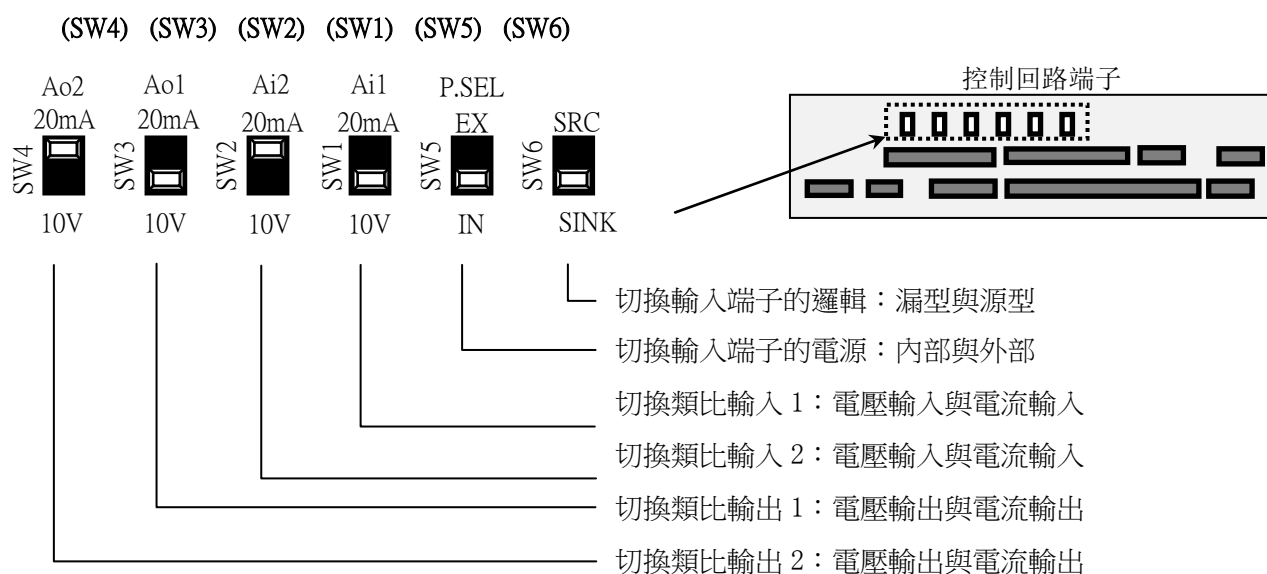 (SW4) (SW3) (SW2) (SW1) (SW5) (SW6)
控制回路端子
Ao2 Ao1 Ai2 Ai1 P.SEL
20mA 20mA 20mA 20mA EX SRC
SW4 SW3 SW2 SW1 SW5 SW6
10V 10V 10V 10V IN SINK
切換輸入端子的邏輯：漏型與源型
切換輸入端子的電源：內部與外部
切換類比輸入 1：電壓輸入與電流輸入
切換類比輸入 2：電壓輸入與電流輸入
切換類比輸出 1：電壓輸出與電流輸出
切換類比輸出 2：電壓輸出與電流輸出